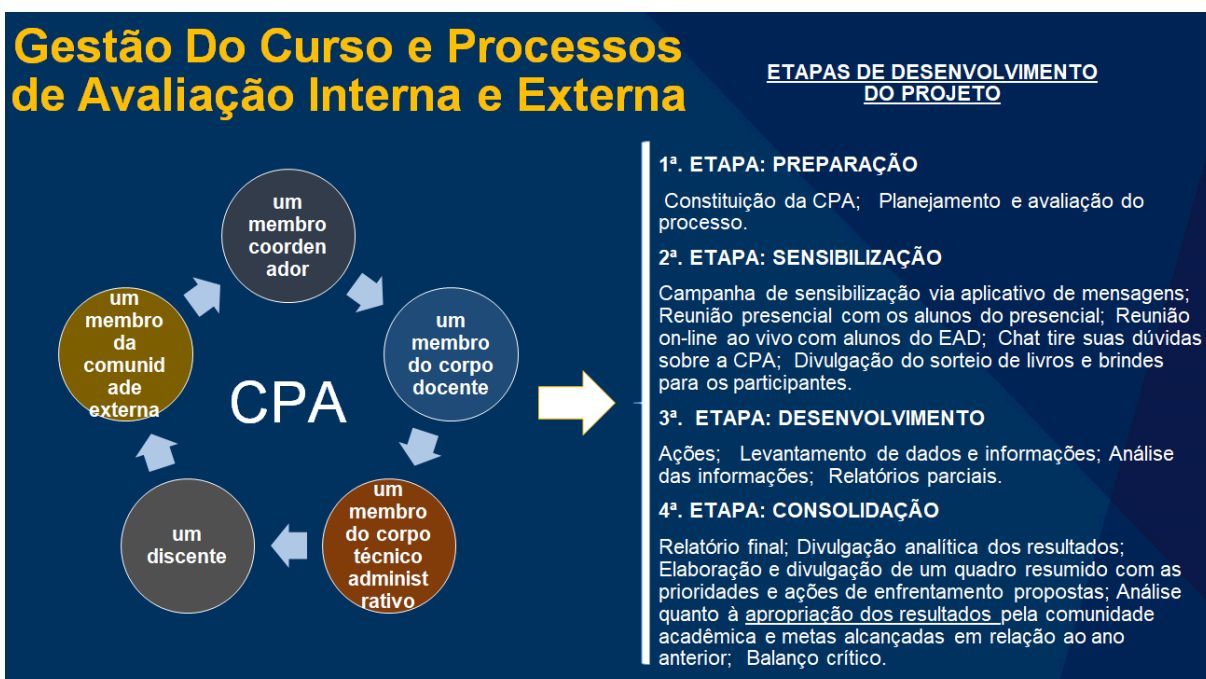 Gestão Do Curso e Processos
de Avaliação Interna e Externa
um
membro
coorden
ador
um
membro
do corpo
docente
um
membro
do corpo
técnico
administ
rativo
um
discente
um
membro
da
comunid
ade
externa
CPA
ETAPAS DE DESENVOLVIMENTO
DO PROJETO
1ª. ETAPA: PREPARAÇÃO
Constituição da CPA; Planejamento e avaliação do
processo.
2ª. ETAPA: SENSIBILIZAÇÃO
Campanha de sensibilização via aplicativo de mensagens;
Reunião presencial com os alunos do presencial; Reunião
on-line ao vivo com alunos do EAD; Chat tire suas dúvidas
sobre a CPA; Divulgação do sorteio de livros e brindes
para os participantes.
3ª. ETAPA: DESENVOLVIMENTO
Ações; Levantamento de dados e informações; Análise
das informações; Relatórios parciais.
4ª. ETAPA: CONSOLIDAÇÃO
Relatório final; Divulgação analítica dos resultados;
Elaboração e divulgação de um quadro resumido com as
prioridades e ações de enfrentamento propostas; Análise
quanto à apropriação dos resultados pela comunidade
acadêmica e metas alcançadas em relação ao ano
anterior; Balanço crítico.